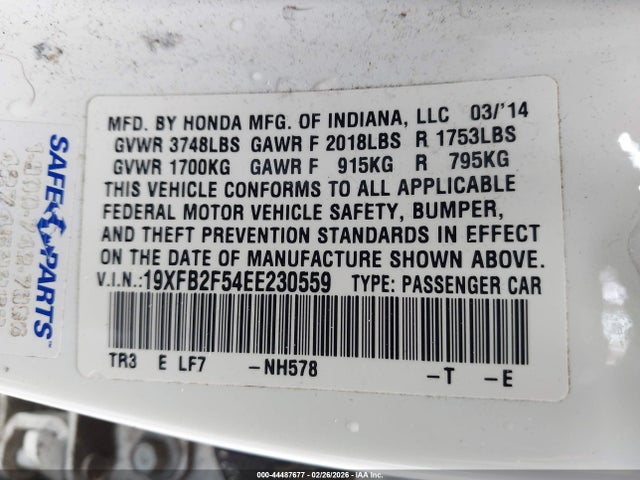 MFD. BY HONDA MFG. OF INDIANA, LLC 03/'14
GVWR 3748LBS GAWR F 2018LBS R 1753LBS
GVWR 1700KG GAWR F 915KG R 795KG
THIS VEHICLE CONFORMS TO ALL APPLICABLE
FEDERAL MOTOR VEHICLE SAFETY, BUMPER,
AND THEFT PREVENTION STANDARDS IN EFFECT
ON THE DATE OF MANUFACTURE SHOWN ABOVE.
V.I.N.:19XFB2F54EE230559 TYPE: PASSENGER CAR
TR3 E LF7 –NH578 –T –E
SAFE PARTS
© IAA - 44487677 - 02/26/2026 - IAAI.COM